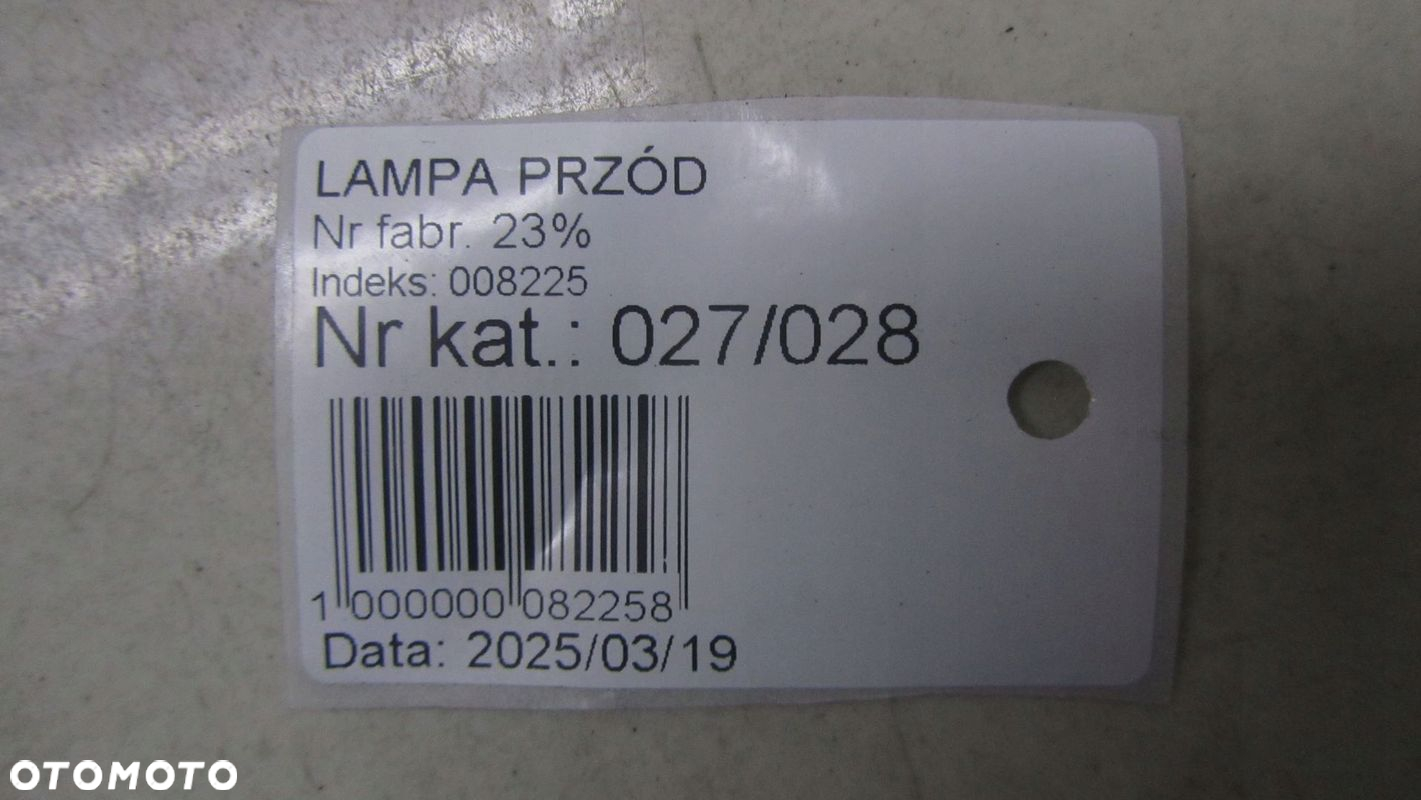 LAMPA PRZÓD
Nr fabr. 23%
Indeks: 008225
Nr kat.: 027/028
1 000000 082258
Data: 2025/03/19
OTOMOTO